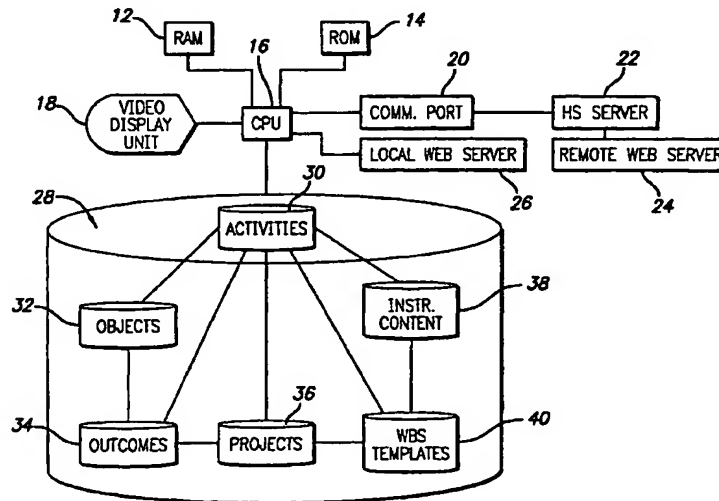 12
RAM
ROM
14
16
20
22
18
VIDEO
DISPLAY
UNIT
CPU
COMM. PORT
HS SERVER
LOCAL WEB SERVER
REMOTE WEB SERVER
30
26
24
28
ACTIVITIES
32
OBJECTS
INSTR.
CONTENT
38
36
34
OUTCOMES
PROJECTS
WBS
TEMPLATES
40